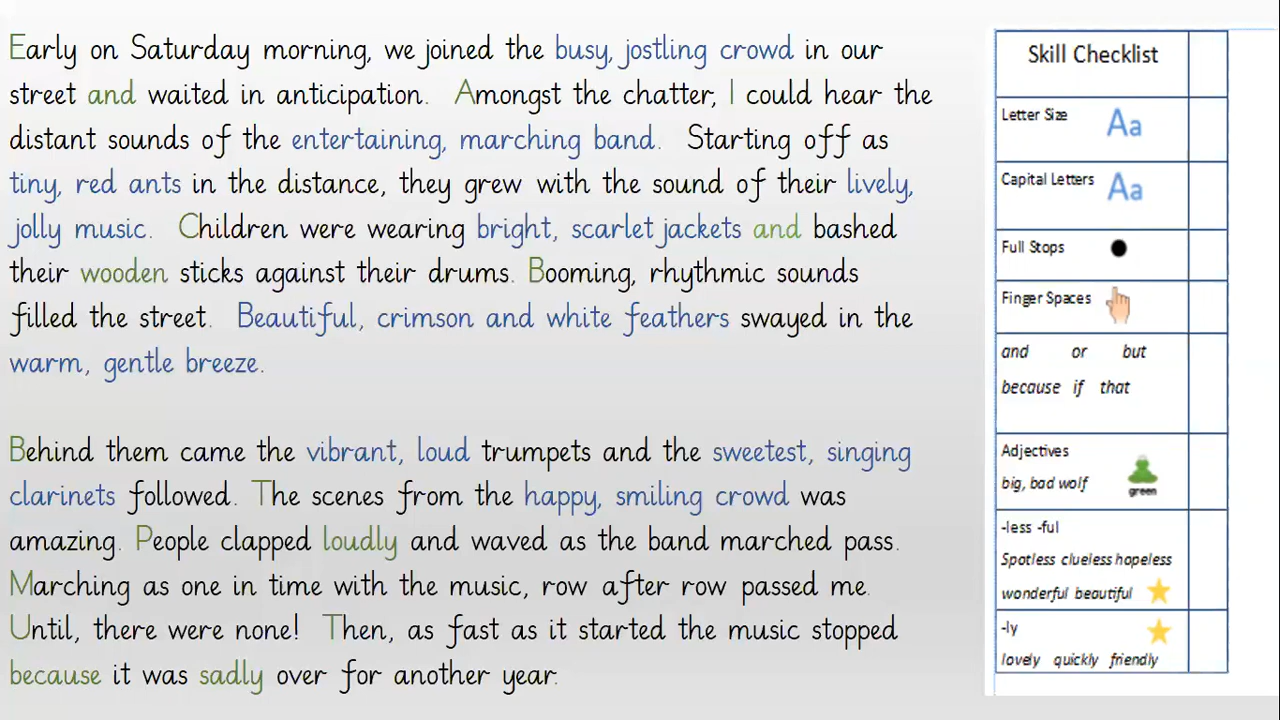 Early on Saturday morning, we joined the busy, jostling crowd in our
street and waited in anticipation. Amongst the chatter, I could hear the
distant sounds of the entertaining, marching band. Starting off as
tiny, red ants in the distance, they grew with the sound of their lively,
jolly music. Children were wearing bright, scarlet jackets and bashed
their wooden sticks against their drums. Booming, rhythmic sounds
filled the street. Beautiful, crimson and white feathers swayed in the
warm, gentle breeze.
Behind them came the vibrant, loud trumpets and the sweetest, singing
clarinets followed. The scenes from the happy, smiling crowd was
amazing. People clapped loudly and waved as the band marched pass.
Marching as one in time with the music, row after row passed me.
Until, there were none! Then, as fast as it started the music stopped
because it was sadly over for another year.
Skill Checklist
Letter Size Aa
Capital Letters Aa
Full Stops
Finger Spaces
and or but
because if that
Adjectives
big, bad wolf
green
-less -ful
Spotless clueless hopeless
wonderful beautiful
-ly
lovely quickly friendly